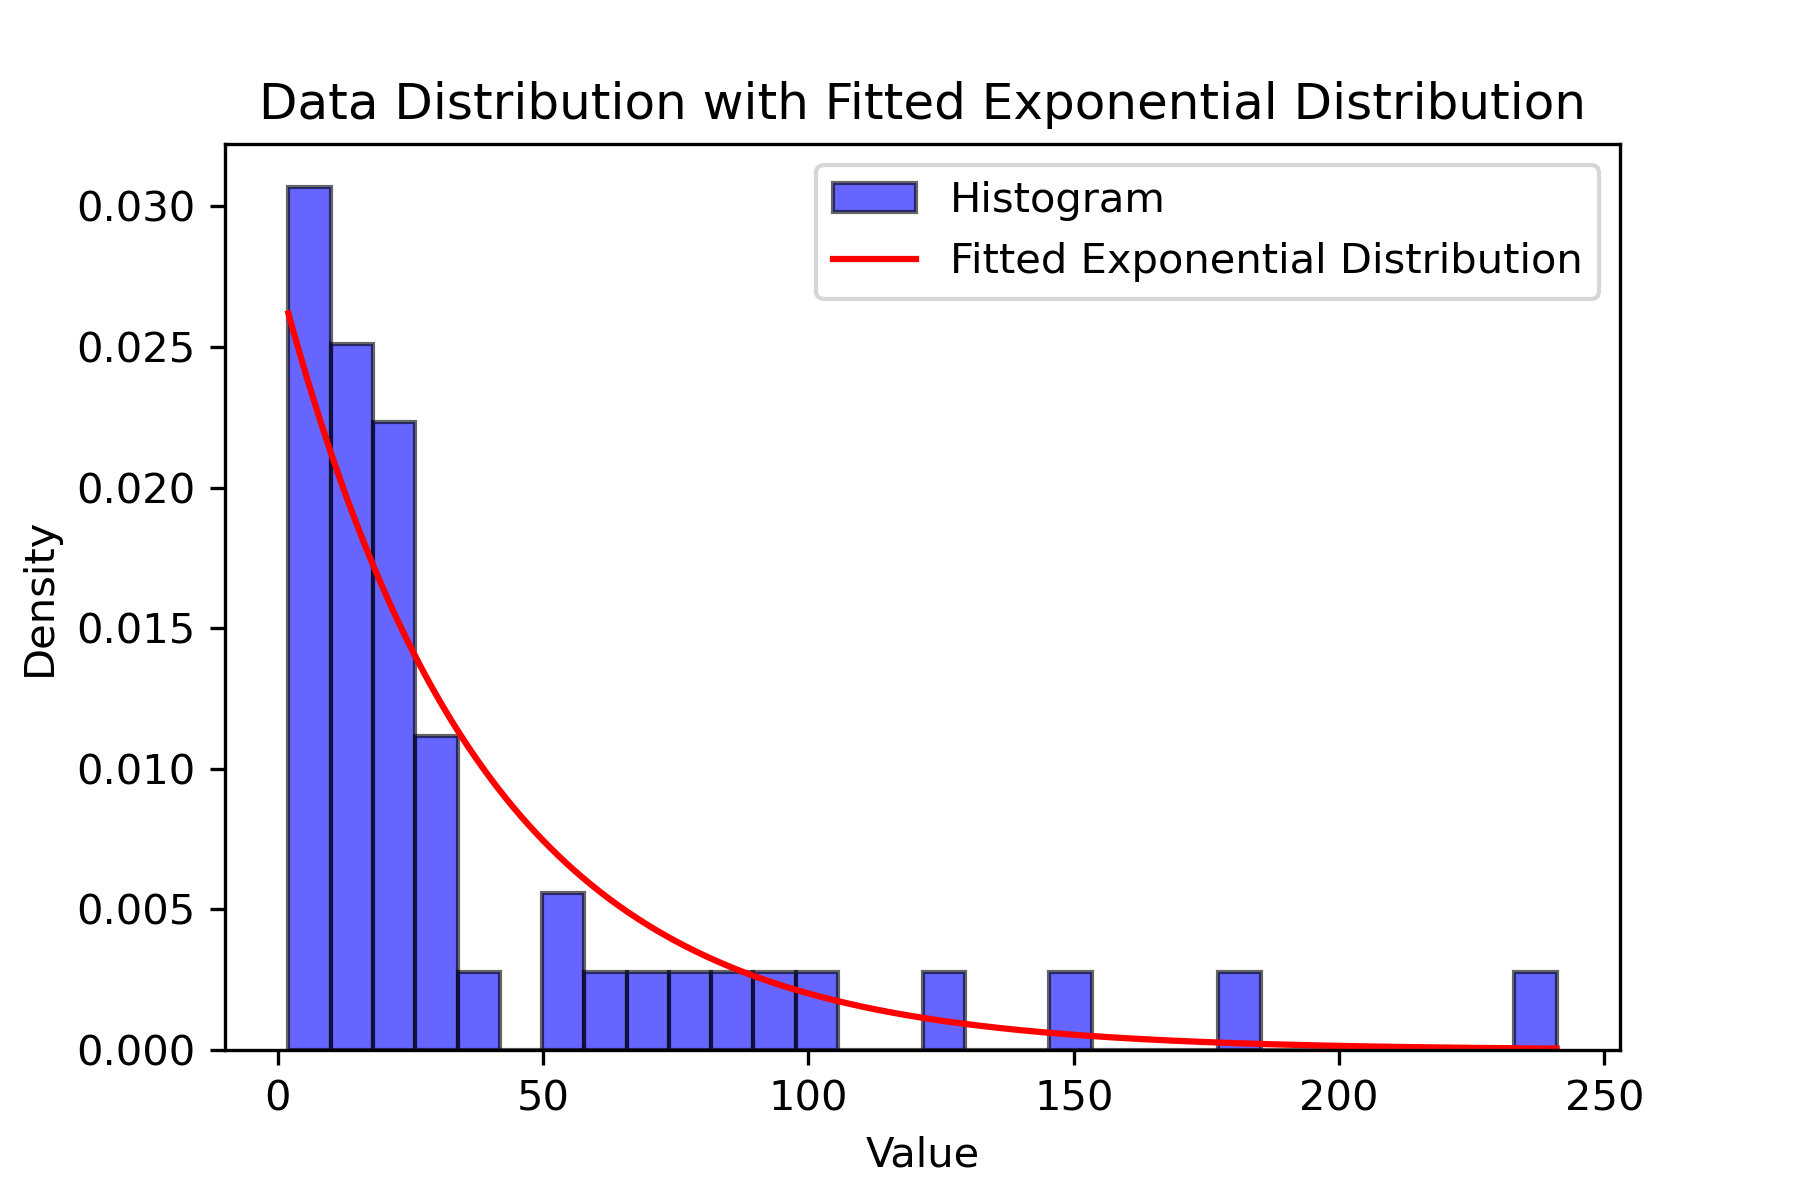 Data Distribution with Fitted Exponential Distribution
Histogram
Fitted Exponential Distribution
0.030
0.025
0.020
0.015
0.010
0.005
0.000
Density
0 50 100 150 200 250
Value